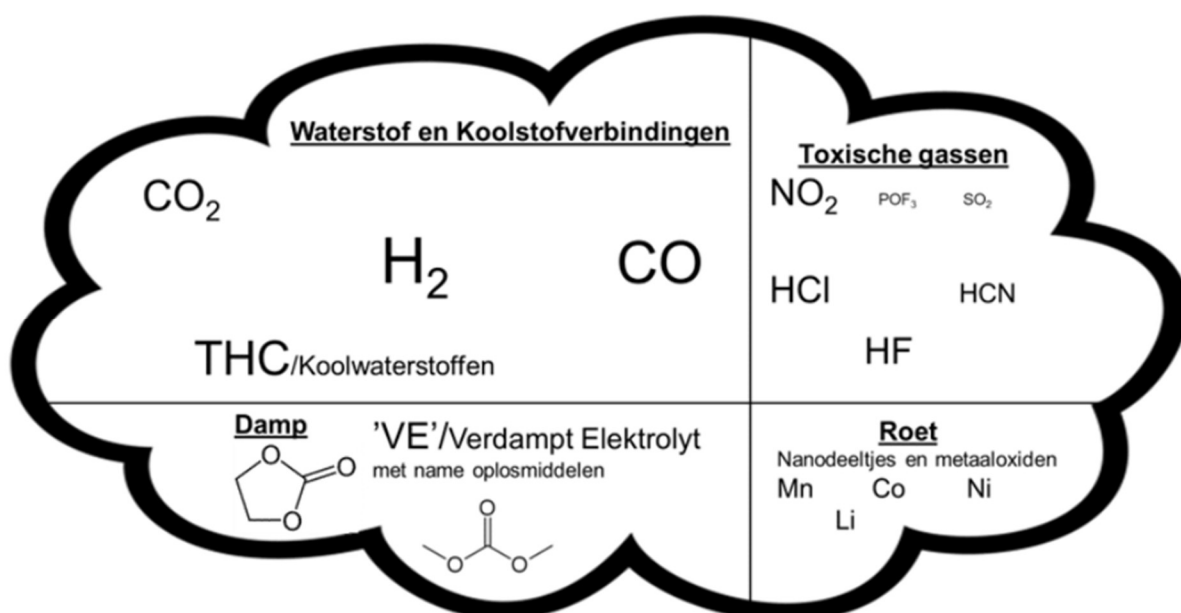 Waterstof en Koolstofverbindingen
CO₂
H₂
CO
THC/Koolwaterstoffen
Toxische gassen
NO₂ POF₃ SO₂
HCl HCN
HF
Damp
O
O
O
'VE'/Verdampt Elektrolyt
met name oplosmiddelen
O
O O
Roet
Nanodeeltjes en metaaloxiden
Mn Co Ni
Li